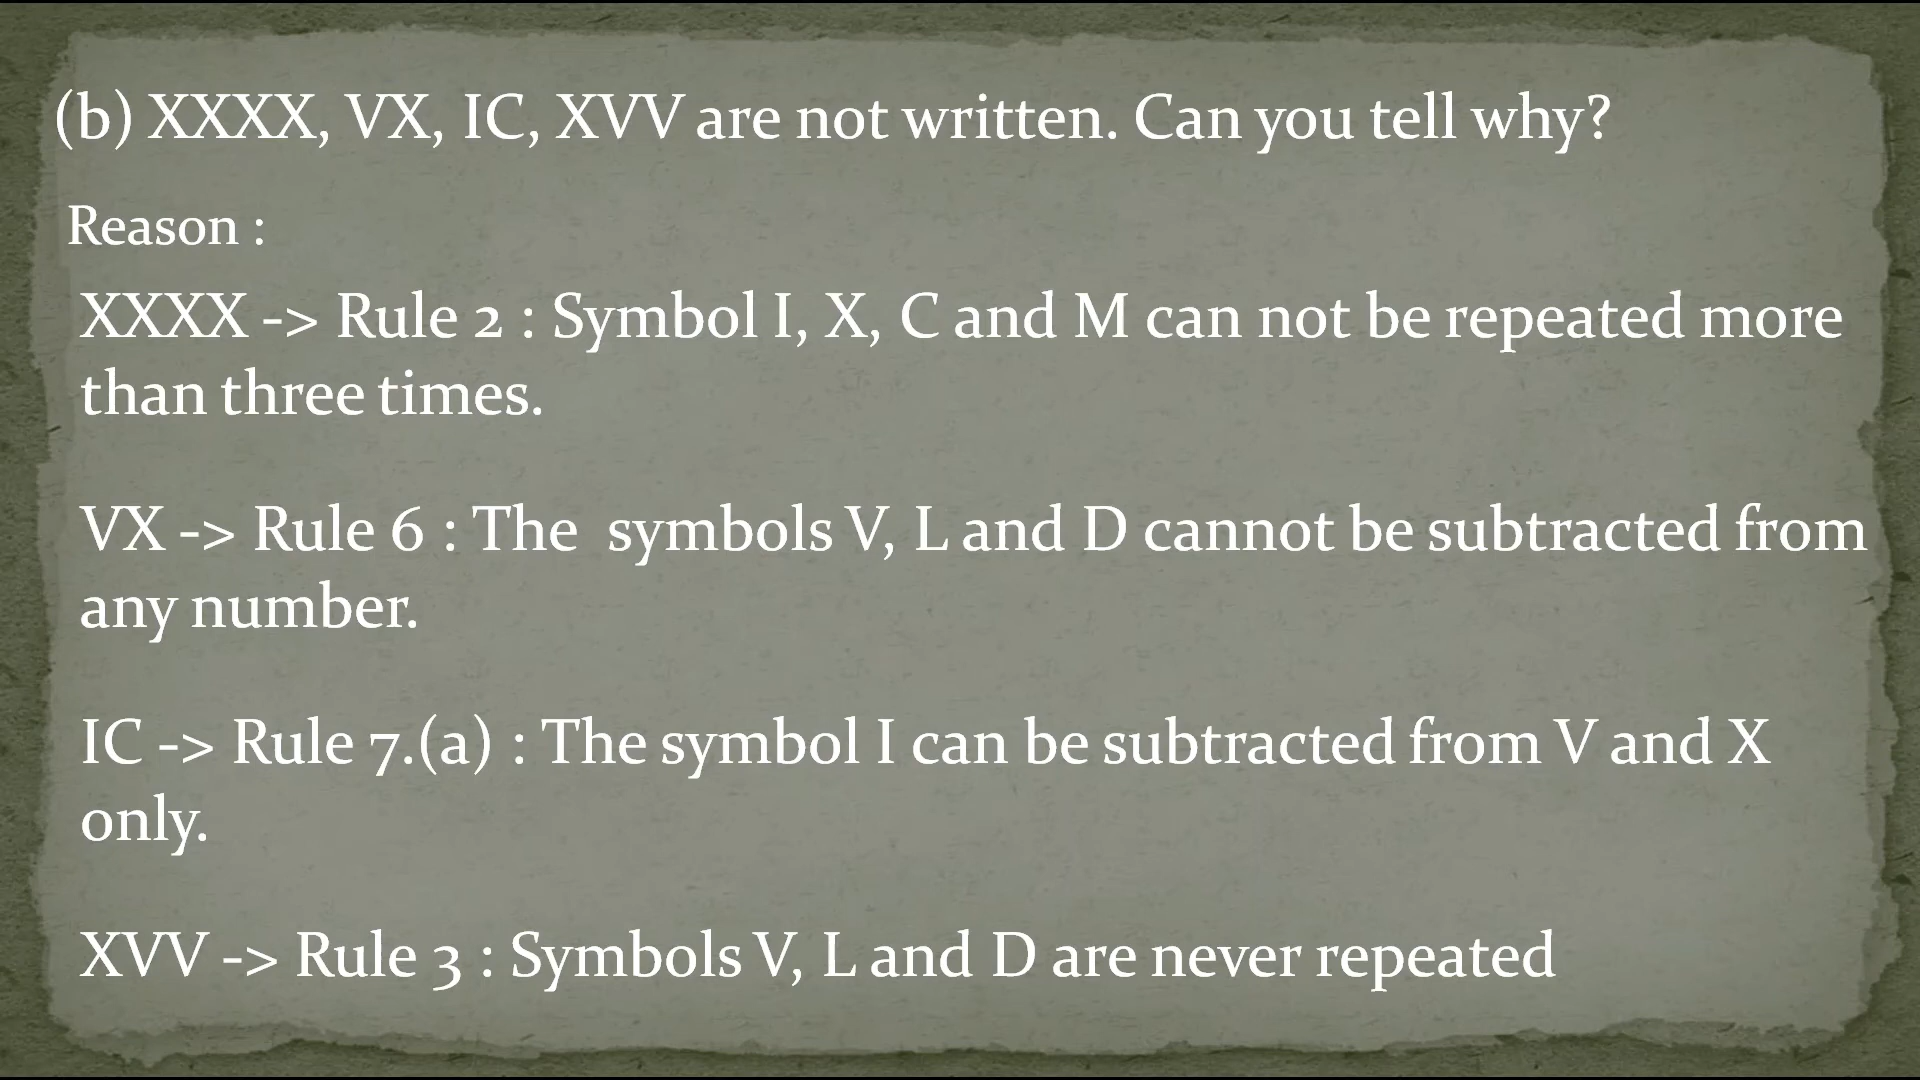 (b) XXXX, VX, IC, XVV are not written. Can you tell why?
Reason :
XXXX -> Rule 2 : Symbol I, X, C and M can not be repeated more
than three times.
VX -> Rule 6 : The symbols V, L and D cannot be subtracted from
any number.
IC -> Rule 7.(a) : The symbol I can be subtracted from V and X
only.
XVV -> Rule 3 : Symbols V, L and D are never repeated